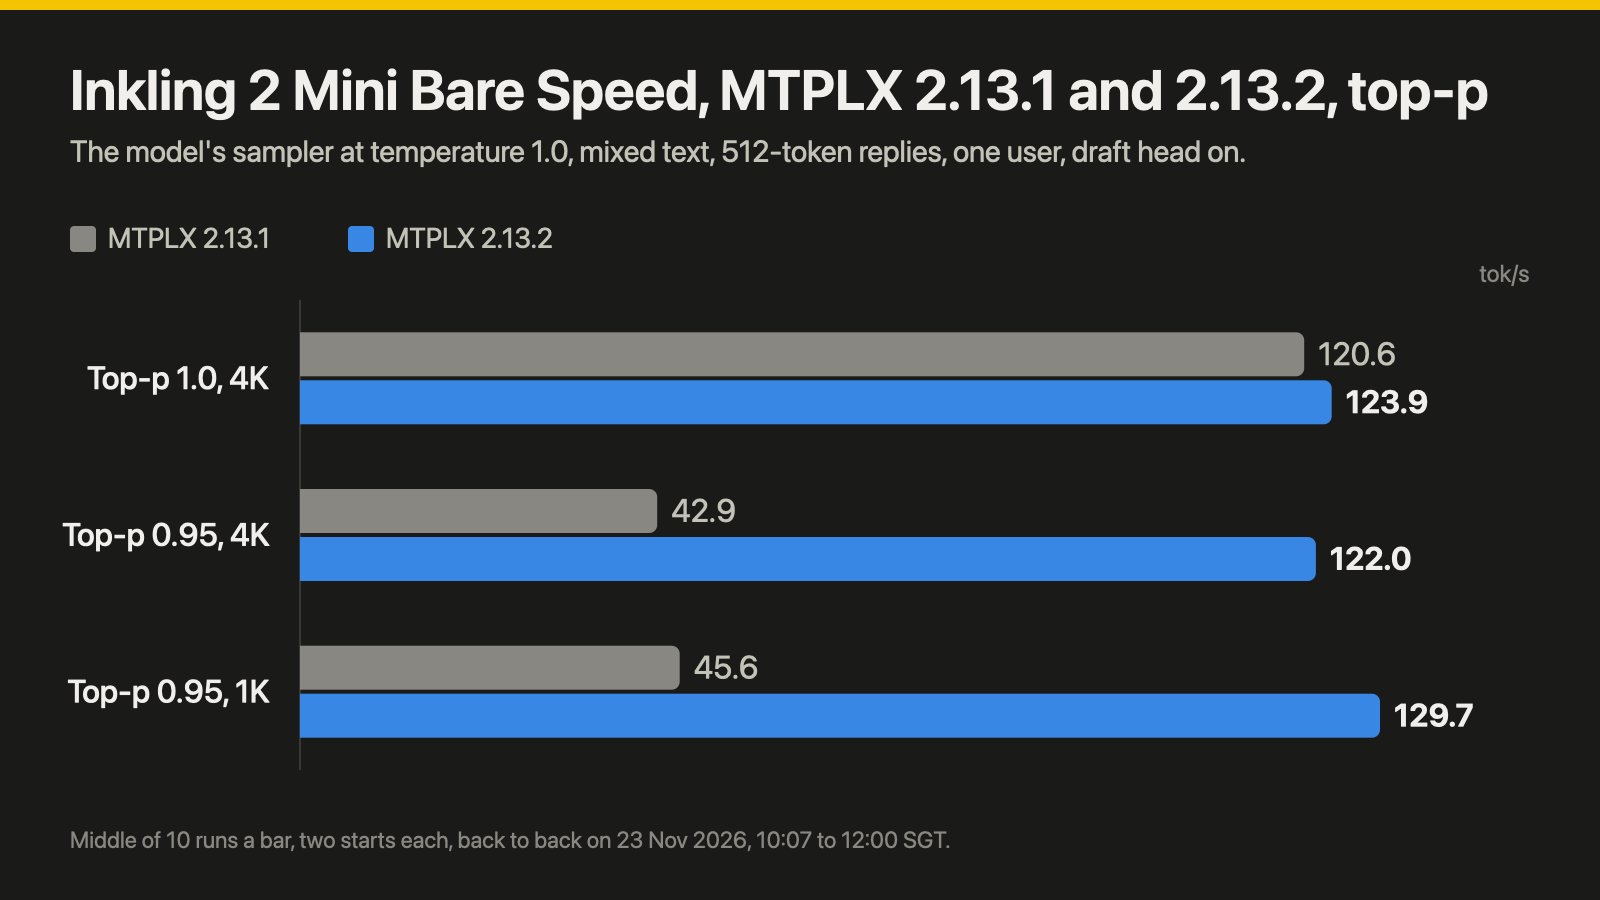 Inkling 2 Mini Bare Speed, MTPLX 2.13.1 and 2.13.2, top-p
The model's sampler at temperature 1.0, mixed text, 512-token replies, one user, draft head on.
MTPLX 2.13.1
MTPLX 2.13.2
tok/s
Top-p 1.0, 4K
120.6
123.9
Top-p 0.95, 4K
42.9
122.0
Top-p 0.95, 1K
45.6
129.7
Middle of 10 runs a bar, two starts each, back to back on 23 Nov 2026, 10:07 to 12:00 SGT.